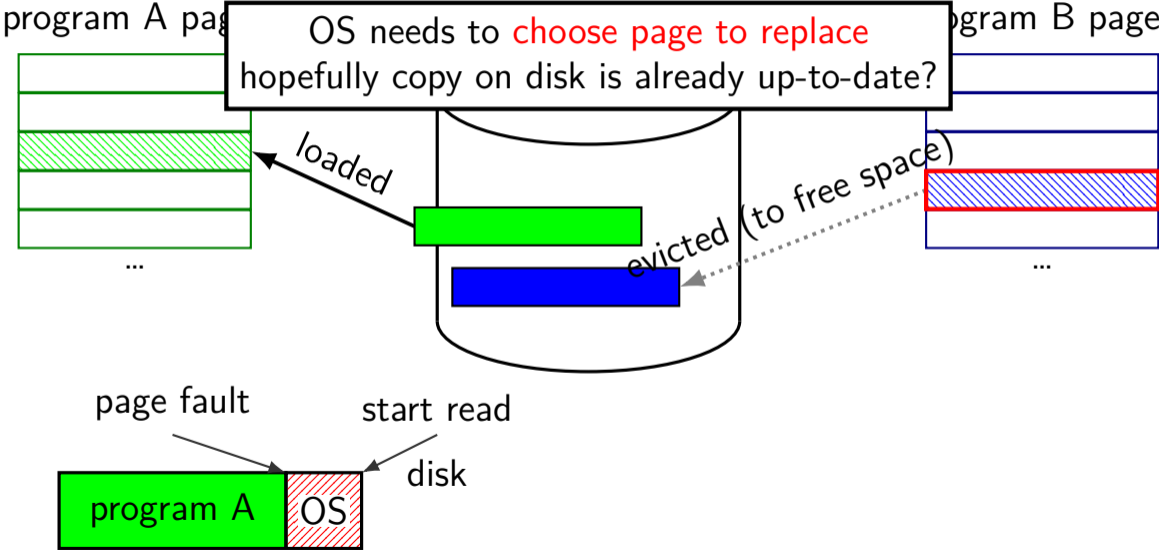 program A pag
OS needs to choose page to replace
hopefully copy on disk is already up-to-date?
ogram B page
loaded
evicted (to free space)
...
...
page fault
start read
disk
program A
OS